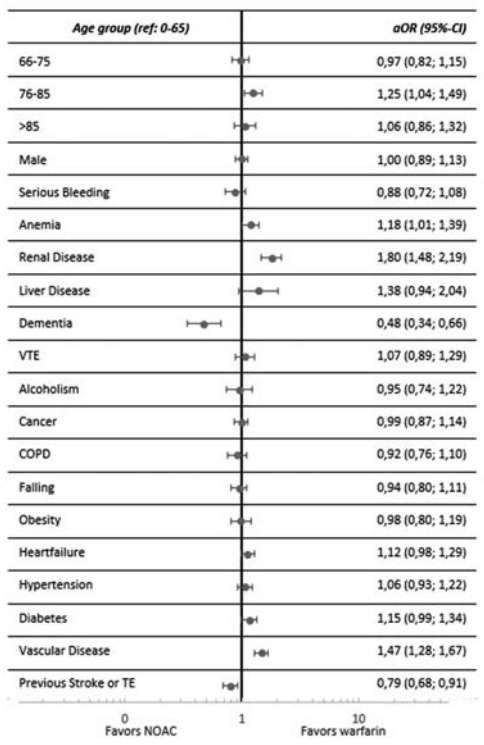 Age group (ref: 0-65) aOR (95%-CI)
66-75 0,97 (0,82; 1,15)
76-85 1,25 (1,04; 1,49)
>85 1,06 (0,86; 1,32)
Male 1,00 (0,89; 1,13)
Serious Bleeding 0,88 (0,72; 1,08)
Anemia 1,18 (1,01; 1,39)
Renal Disease 1,80 (1,48; 2,19)
Liver Disease 1,38 (0,94; 2,04)
Dementia 0,48 (0,34; 0,66)
VTE 1,07 (0,89; 1,29)
Alcoholism 0,95 (0,74; 1,22)
Cancer 0,99 (0,87; 1,14)
COPD 0,92 (0,76; 1,10)
Falling 0,94 (0,80; 1,11)
Obesity 0,98 (0,80; 1,19)
Heartfailure 1,12 (0,98; 1,29)
Hypertension 1,06 (0,93; 1,22)
Diabetes 1,15 (0,99; 1,34)
Vascular Disease 1,47 (1,28; 1,67)
Previous Stroke or TE 0,79 (0,68; 0,91)
0 1 10
Favors NOAC Favors warfarin